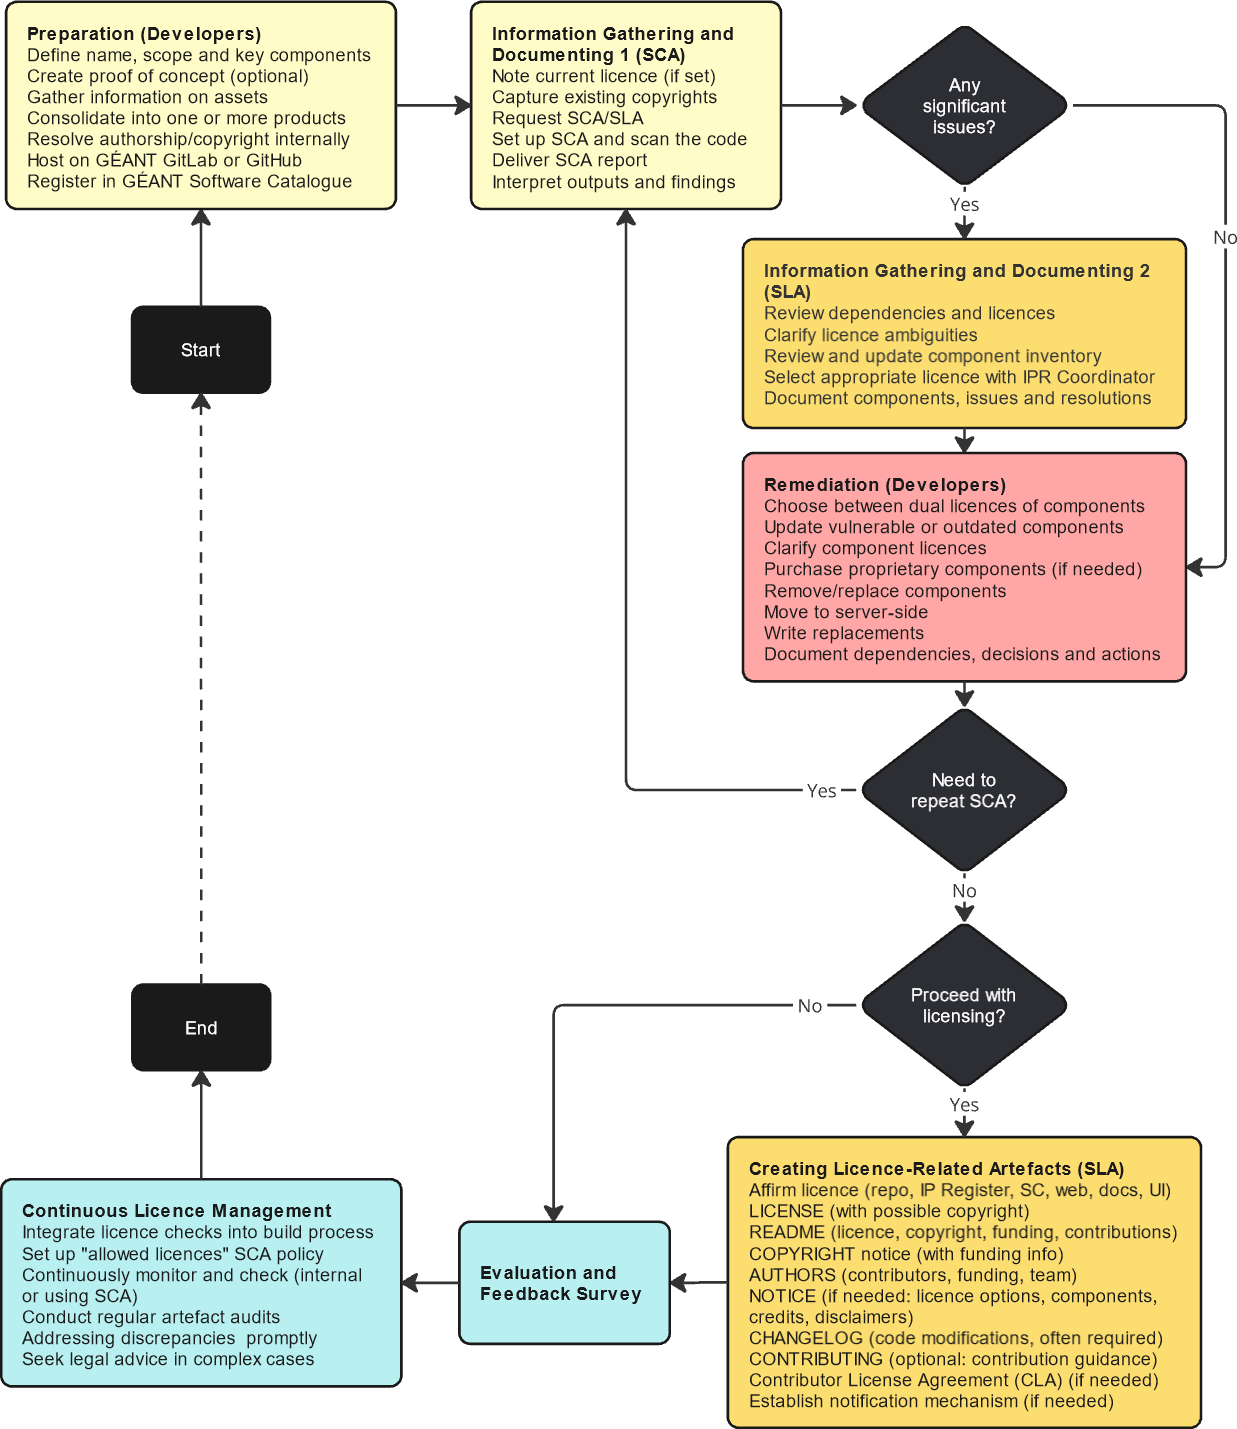 Preparation (Developers)
Define name, scope and key components
Create proof of concept (optional)
Gather information on assets
Consolidate into one or more products
Resolve authorship/copyright internally
Host on GÉANT GitLab or GitHub
Register in GÉANT Software Catalogue
Information Gathering and
Documenting 1 (SCA)
Note current licence (if set)
Capture existing copyrights
Request SCA/SLA
Set up SCA and scan the code
Deliver SCA report
Interpret outputs and findings
Any
significant
issues?
Yes
No
Information Gathering and Documenting 2
(SLA)
Review dependencies and licences
Clarify licence ambiguities
Review and update component inventory
Select appropriate licence with IPR Coordinator
Document components, issues and resolutions
Start
Remediation (Developers)
Choose between dual licences of components
Update vulnerable or outdated components
Clarify component licences
Purchase proprietary components (if needed)
Remove/replace components
Move to server-side
Write replacements
Document dependencies, decisions and actions
Need to
repeat SCA?
Yes
No
Proceed with
licensing?
No
Yes
End
Creating Licence-Related Artefacts (SLA)
Affirm licence (repo, IP Register, SC, web, docs, UI)
LICENSE (with possible copyright)
README (licence, copyright, funding, contributions)
COPYRIGHT notice (with funding info)
AUTHORS (contributors, funding, team)
NOTICE (if needed: licence options, components,
credits, disclaimers)
CHANGELOG (code modifications, often required)
CONTRIBUTING (optional: contribution guidance)
Contributor License Agreement (CLA) (if needed)
Establish notification mechanism (if needed)
Evaluation and
Feedback Survey
Continuous Licence Management
Integrate licence checks into build process
Set up "allowed licences" SCA policy
Continuously monitor and check (internal
or using SCA)
Conduct regular artefact audits
Addressing discrepancies  promptly
Seek legal advice in complex cases